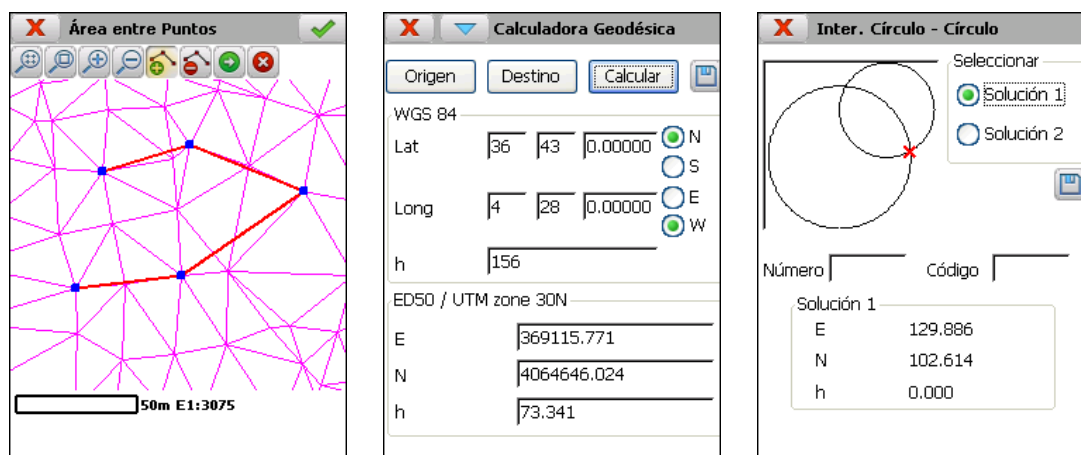 Área entre Puntos
50m E1:3075
Calculadora Geodésica
Origen Destino Calcular
WGS 84
Lat 36 43 0.00000 N
S
Long 4 28 0.00000 E
W
h 156
ED50 / UTM zone 30N
E 369115.771
N 4064646.024
h 73.341
Inter. Círculo - Círculo
Seleccionar
Solución 1
Solución 2
Número Código
Solución 1
E 129.886
N 102.614
h 0.000